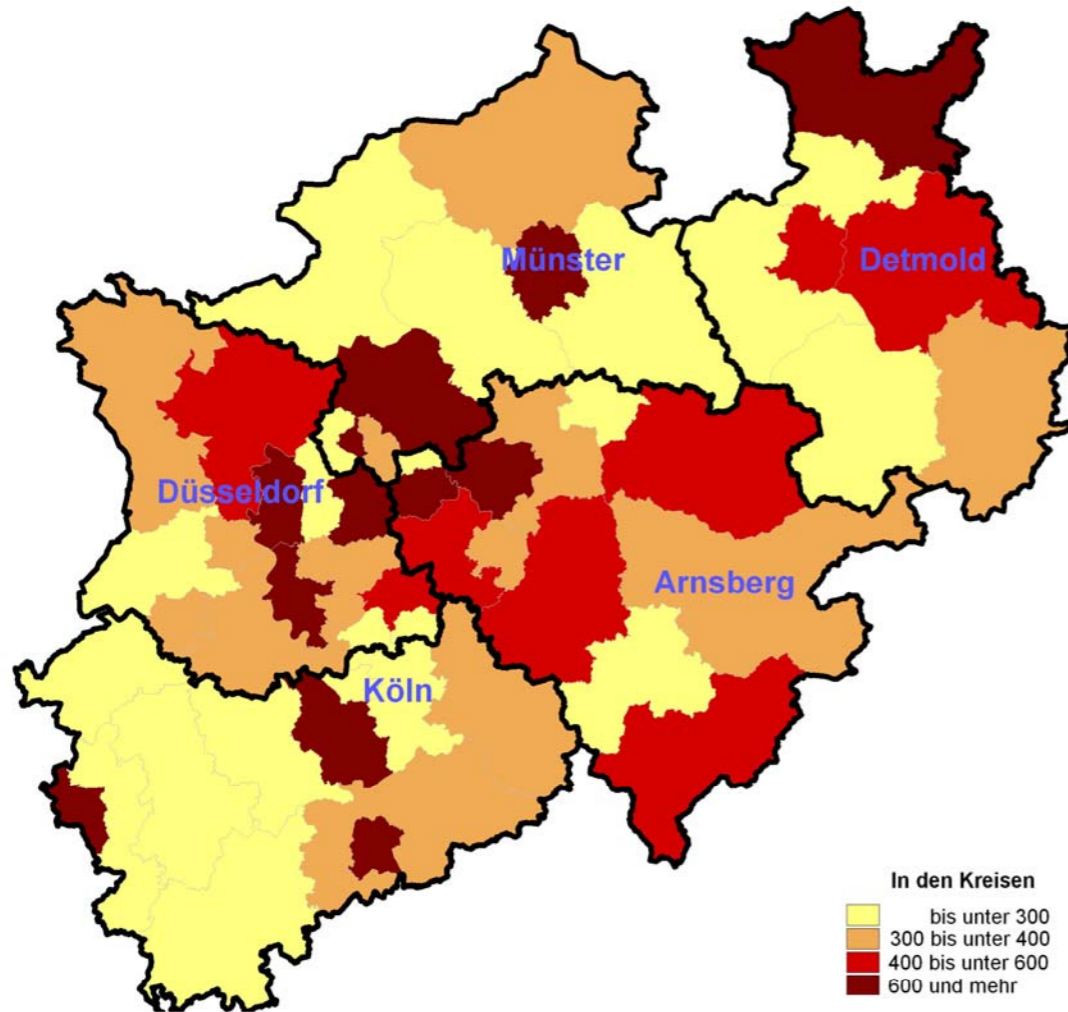 Münster
Detmold
Düsseldorf
Arnsberg
Köln
In den Kreisen
bis unter 300
300 bis unter 400
400 bis unter 600
600 und mehr